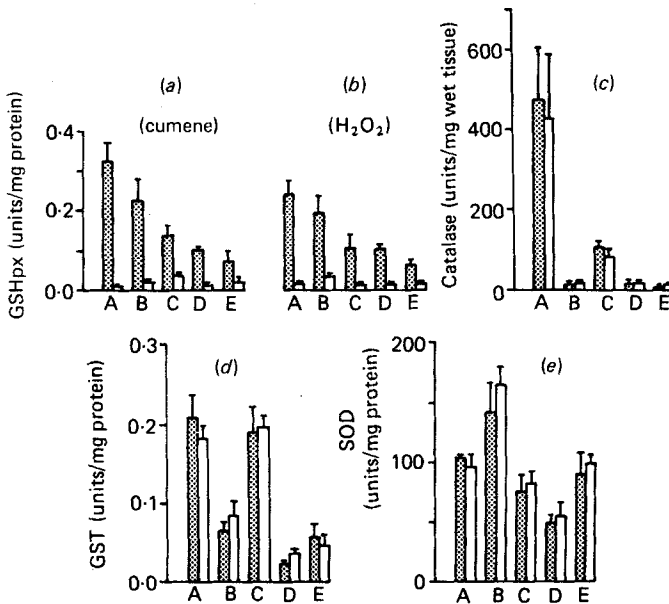 (a)
(cumene)
GSHpx (units/mg protein)
0·4
0·2
0·0
A B C D E
(b)
(H₂O₂)
A B C D E
(c)
Catalase (units/mg wet tissue)
600
400
200
0
A B C D E
(d)
GST (units/mg protein)
0·3
0·2
0·1
0·0
A B C D E
(e)
SOD
(units/mg protein)
200
100
0
A B C D E